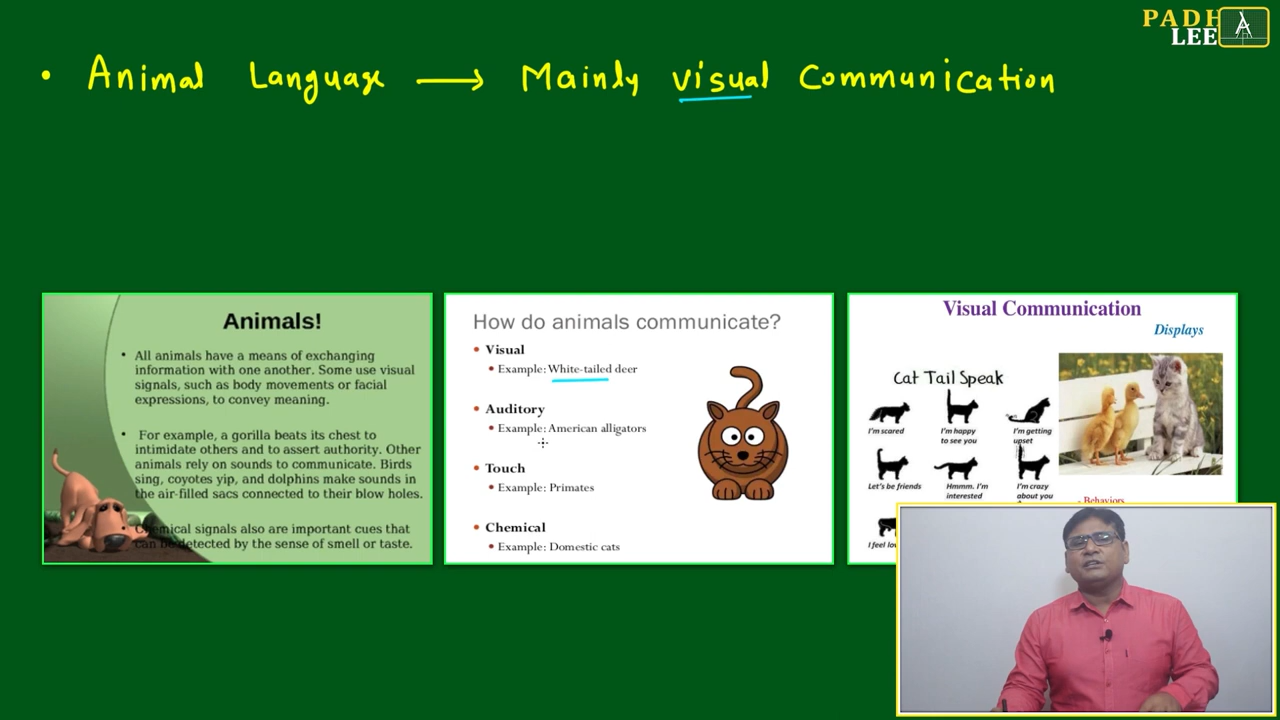 PADH
LEE
• Animal Language → Mainly visual Communication
Animals!
• All animals have a means of exchanging
information with one another. Some use visual
signals, such as body movements or facial
expressions, to convey meaning.
• For example, a gorilla beats its chest to
intimidate others and to assert authority. Other
animals rely on sounds to communicate. Birds
sing, coyotes yip, and dolphins make sounds in
the air-filled sacs connected to their blow holes.
Chemical signals also are important cues that
can be detected by the sense of smell or taste.
How do animals communicate?
• Visual
• Example: White-tailed deer
• Auditory
• Example: American alligators
• Touch
• Example: Primates
• Chemical
• Example: Domestic cats
Visual Communication
Displays
Cat Tail Speak
I'm scared
I'm happy
to see you
I'm getting
upset
Let's be friends
Hmmm. I'm
interested
I'm crazy
about you
I feel
- Behaviors